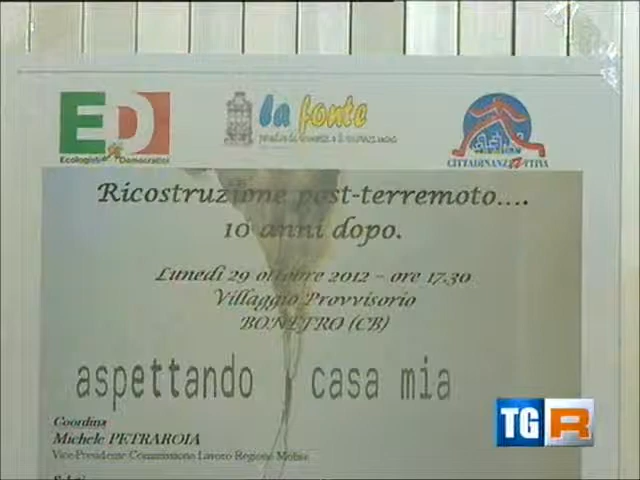 ED
Ecologisti Democratici
la fonte
CITTADINANZATTIVA
Ricostruzione post-terremoto....
10 anni dopo.
Lunedì 29 ottobre 2012 – ore 17.30
Villaggio Provvisorio
BONEFRO (CB)
aspettando casa mia
Coordina
Michele PETRAROIA
Vice-Presidente Commissione Lavoro Regione Molise
TGR